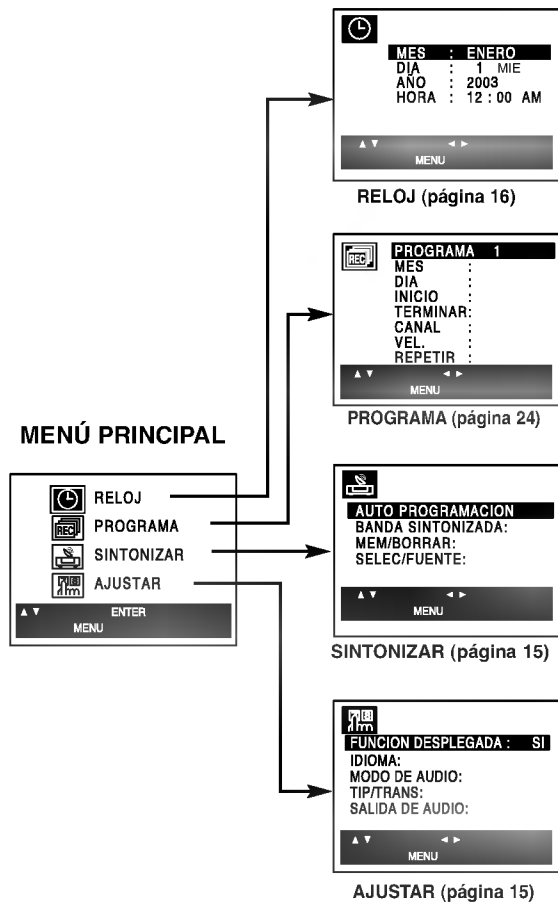 MES : ENERO
DIA : 1 MIE
AÑO : 2003
HORA : 12 : 00 AM
▲ ▼ ◄ ►
MENU
RELOJ (página 16)
REC
PROGRAMA 1
MES :
DIA :
INICIO :
TERMINAR:
CANAL :
VEL. :
REPETIR :
▲ ▼ ◄ ►
MENU
PROGRAMA (página 24)
MENÚ PRINCIPAL
RELOJ
REC PROGRAMA
SINTONIZAR
AJUSTAR
▲ ▼ ENTER
MENU
AUTO PROGRAMACION
BANDA SINTONIZADA:
MEM/BORRAR:
SELEC/FUENTE:
▲ ▼ ◄ ►
MENU
SINTONIZAR (página 15)
FUNCION DESPLEGADA : SI
IDIOMA:
MODO DE AUDIO:
TIP/TRANS:
SALIDA DE AUDIO:
▲ ▼ ◄ ►
MENU
AJUSTAR (página 15)